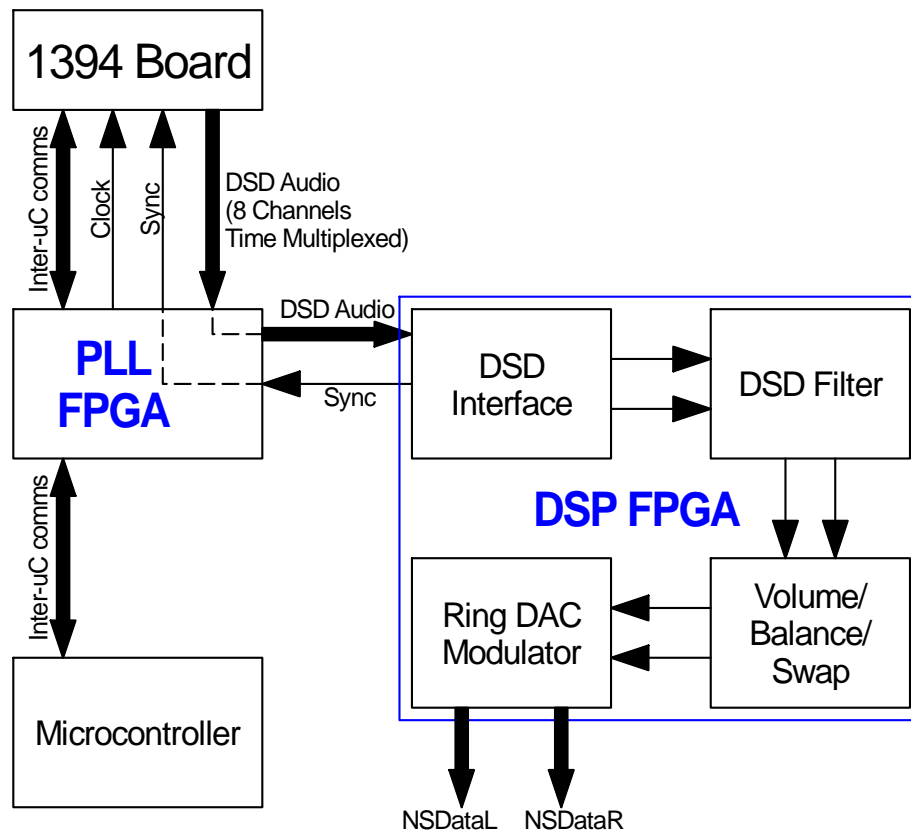 1394 Board
Inter-uC comms
Clock
Sync
DSD Audio
(8 Channels
Time Multiplexed)
DSD Audio
PLL
FPGA
Sync
DSD
Interface
DSD Filter
DSP FPGA
Inter-uC comms
Ring DAC
Modulator
Volume/
Balance/
Swap
Microcontroller
NSDataL
NSDataR